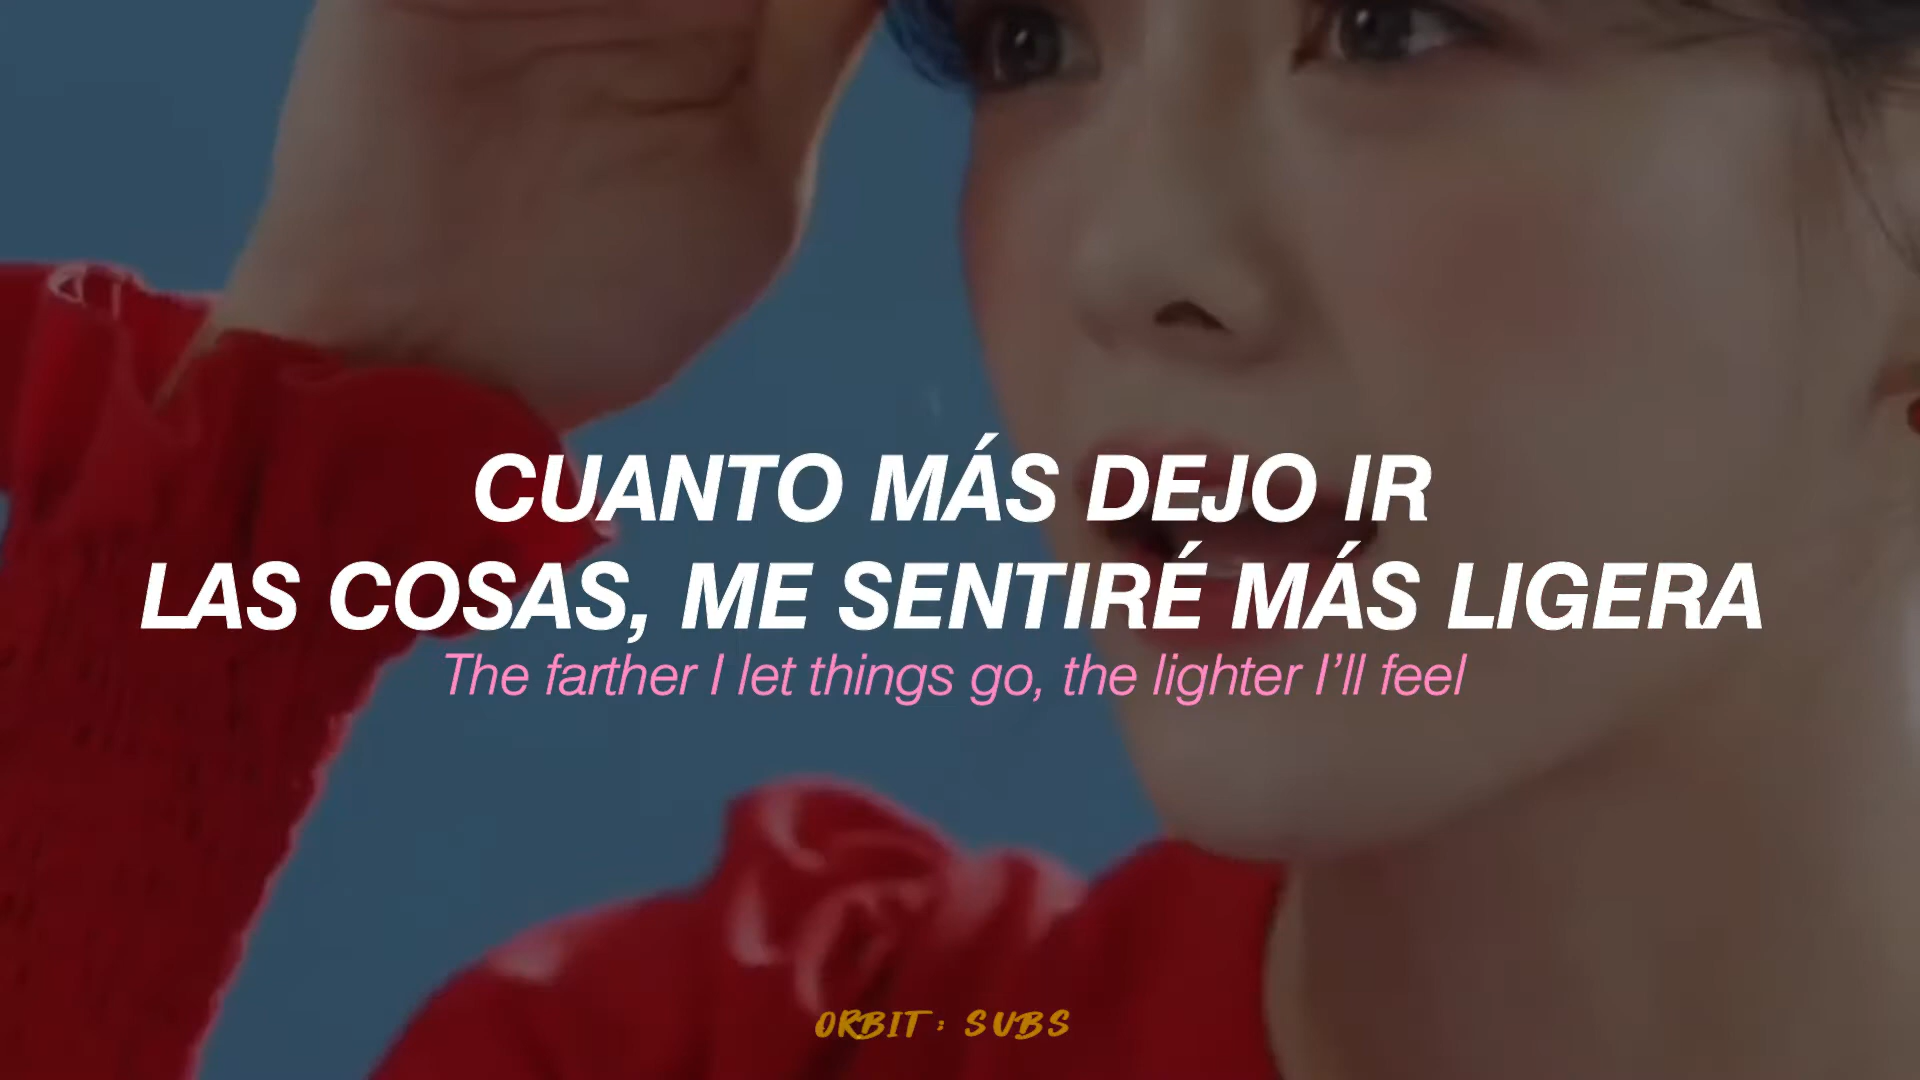 CUANTO MÁS DEJO IR
LAS COSAS, ME SENTIRÉ MÁS LIGERA
The farther I let things go, the lighter I’ll feel
ORBIT: SUBS